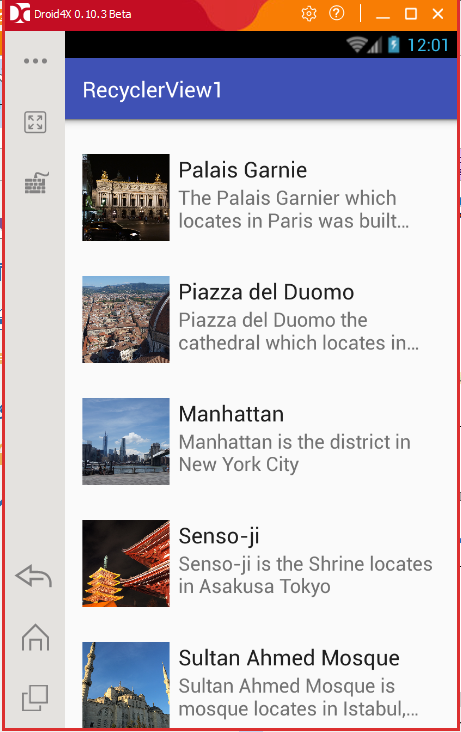 Droid4X 0.10.3 Beta
12:01
RecyclerView1
Palais Garnie
The Palais Garnier which
locates in Paris was built...
Piazza del Duomo
Piazza del Duomo the
cathedral which locates in...
Manhattan
Manhattan is the district in
New York City
Senso-ji
Senso-ji is the Shrine locates
in Asakusa Tokyo
Sultan Ahmed Mosque
Sultan Ahmed Mosque is
mosque locates in Istabul,...